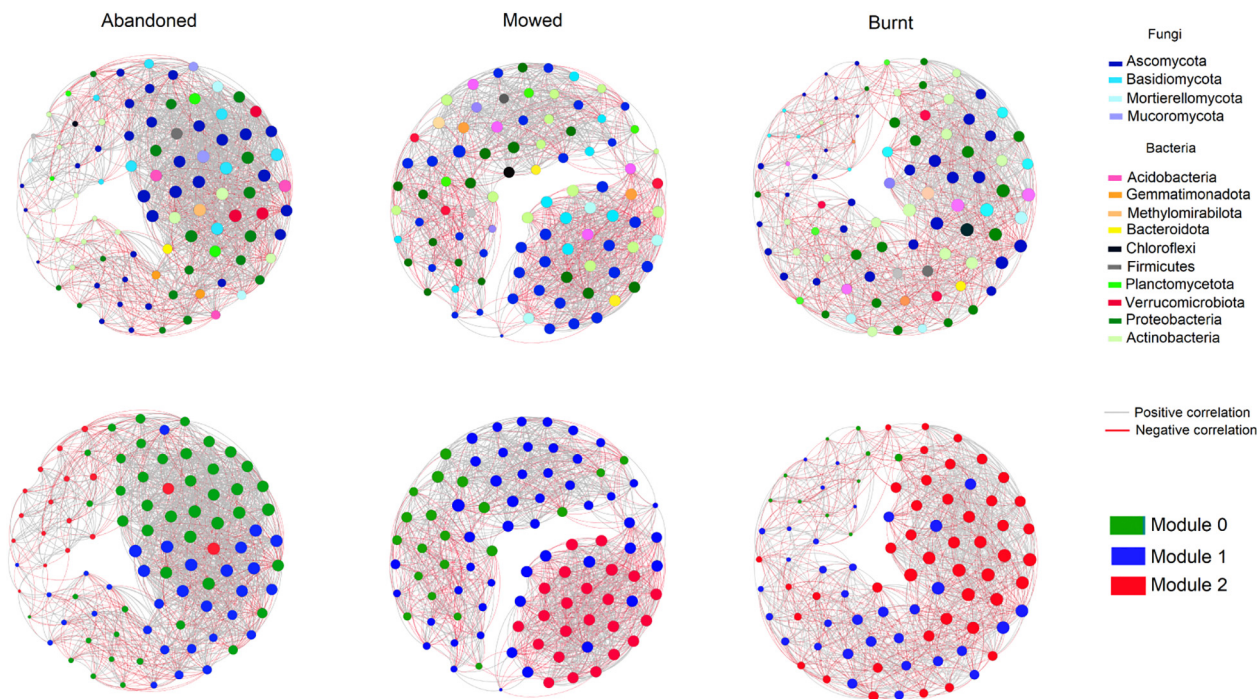 Abandoned
Mowed
Burnt
Fungi
Ascomycota
Basidiomycota
Mortierellomycota
Mucoromycota
Bacteria
Acidobacteria
Gemmatimonadota
Methylomirabilota
Bacteroidota
Chloroflexi
Firmicutes
Planctomycetota
Verrucomicrobiota
Proteobacteria
Actinobacteria
Positive correlation
Negative correlation
Module 0
Module 1
Module 2